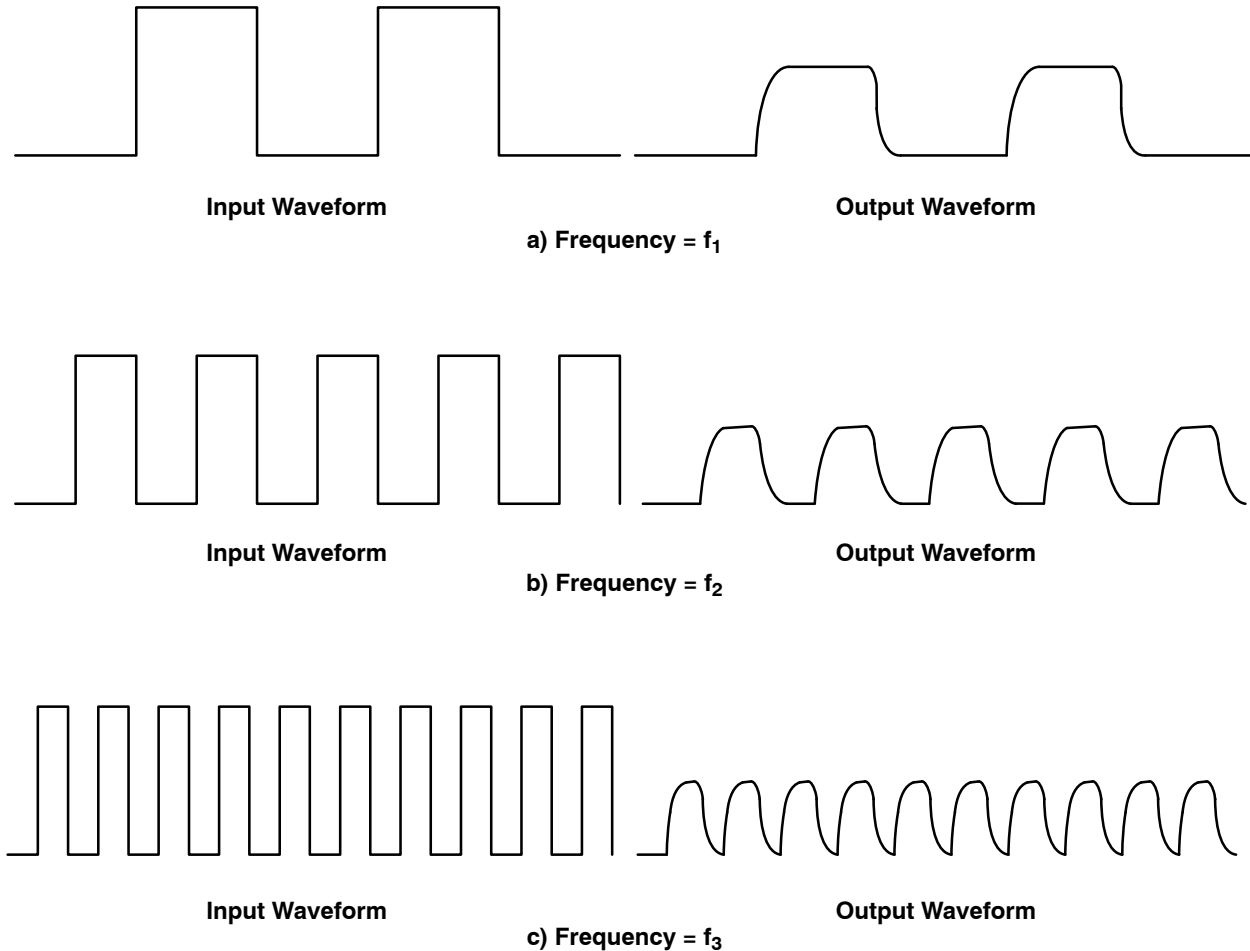 Input Waveform
Output Waveform
a) Frequency = f₁
Input Waveform
Output Waveform
b) Frequency = f₂
Input Waveform
Output Waveform
c) Frequency = f₃